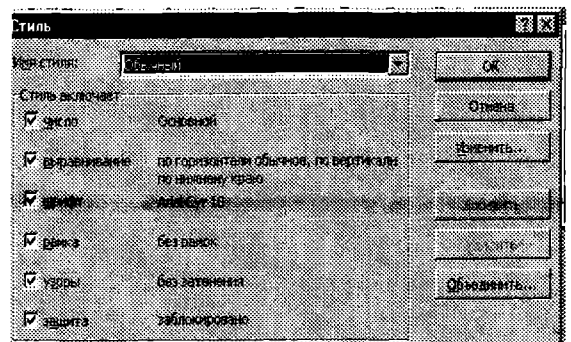 Стиль
Имя стиля: Обычный
ОК
Стиль включает
Отмена
число Основной
Изменить...
выравнивание по горизонтали обычное, по вертикали
по нижнему краю
шрифт Arial Cyr 10
Добавить
рамка без рамок
Удалить
узоры без затенения
Объединить...
защита заблокировано